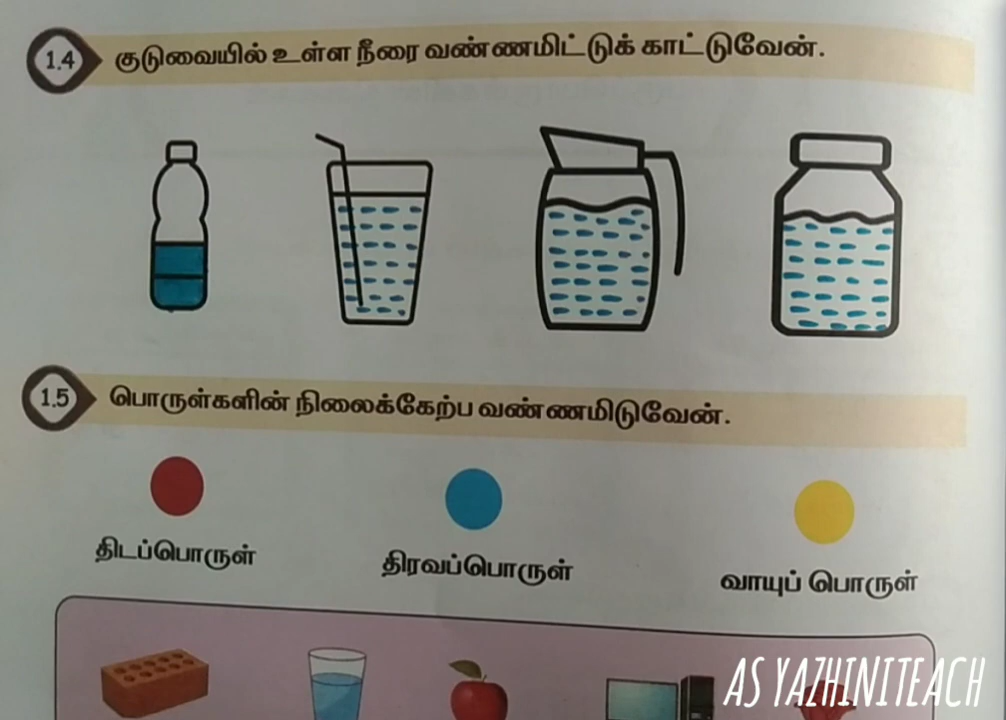 1.4 குடுவையில் உள்ள நீரை வண்ணமிட்டுக் காட்டுவேன்.
1.5 பொருள்களின் நிலைக்கேற்ப வண்ணமிடுவேன்.
திடப்பொருள் திரவப்பொருள் வாயுப் பொருள்
AS YAZHINITEACH